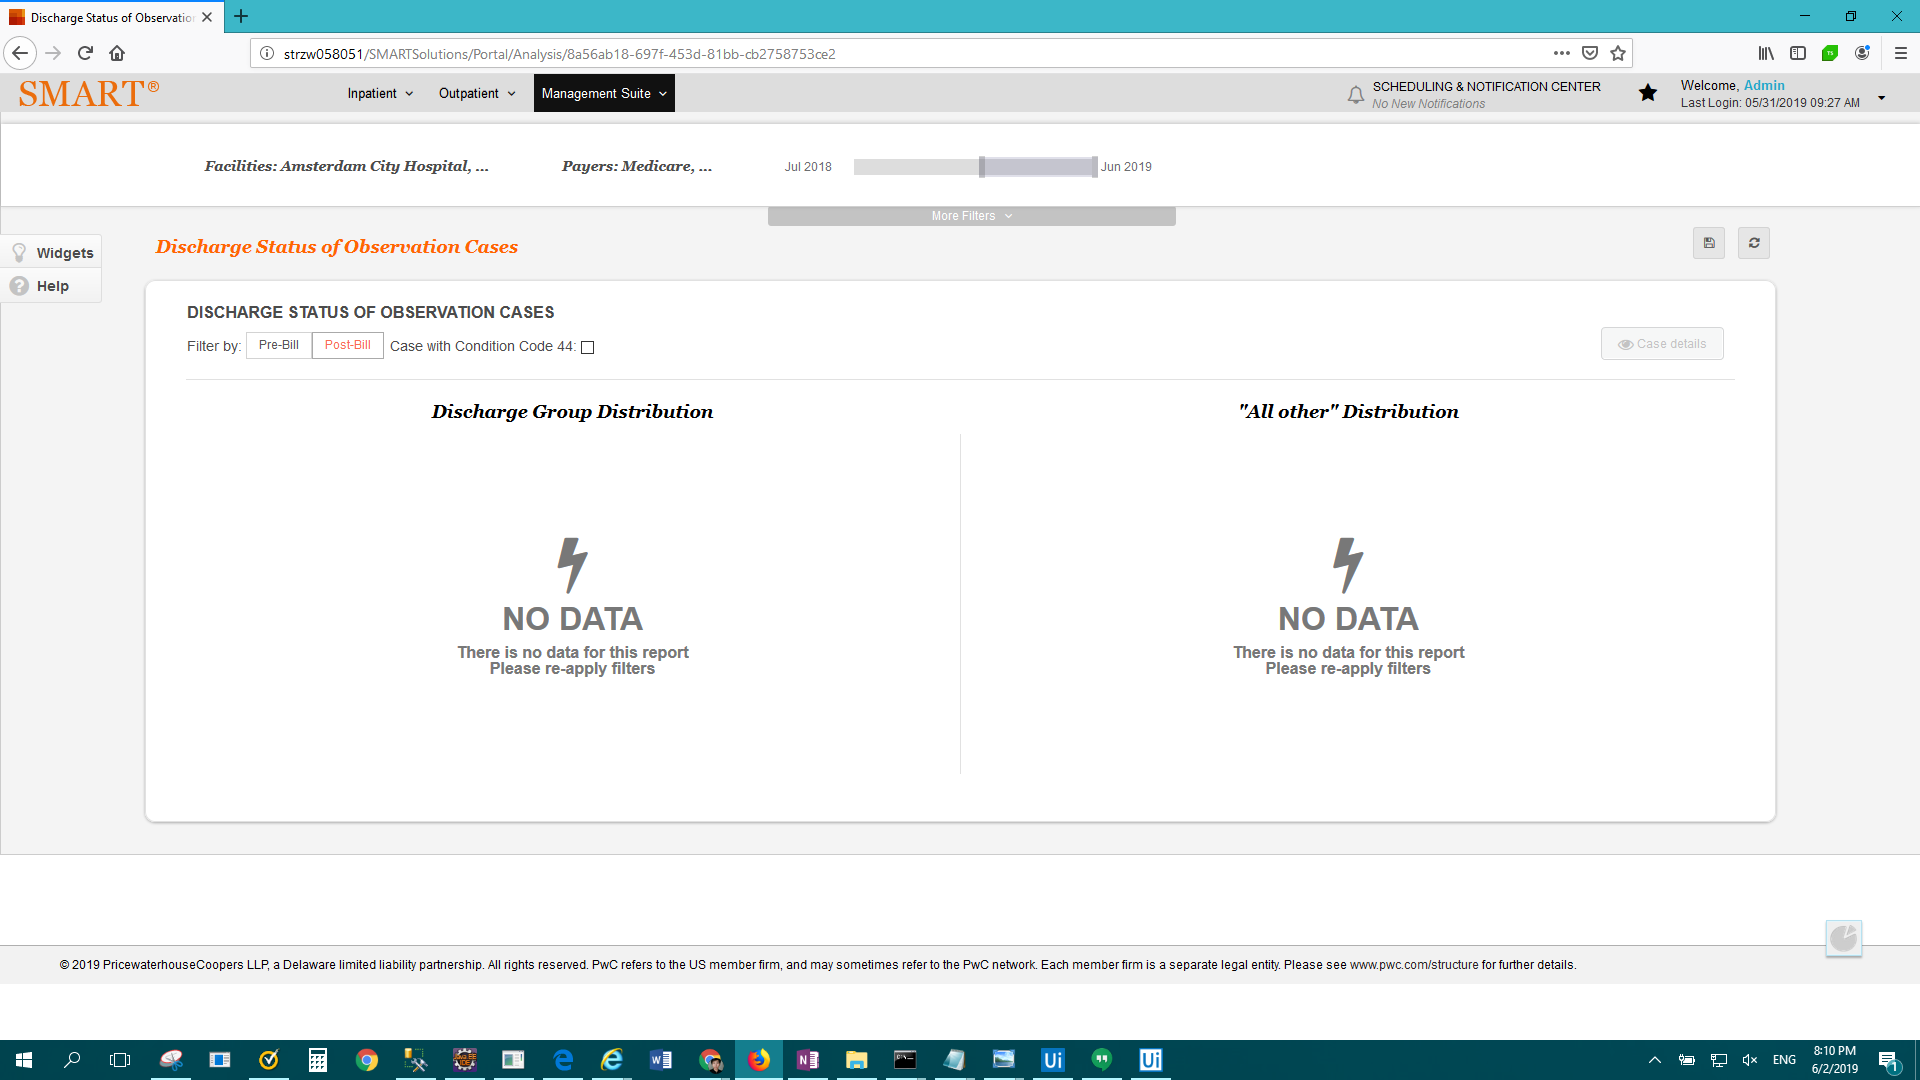 Discharge Status of Observation
strzw058051/SMARTSolutions/Portal/Analysis/8a56ab18-697f-453d-81bb-cb2758753ce2
SMART®
Inpatient
Outpatient
Management Suite
SCHEDULING & NOTIFICATION CENTER
No New Notifications
Welcome, Admin
Last Login: 05/31/2019 09:27 AM
Facilities: Amsterdam City Hospital, ...
Payers: Medicare, ...
Jul 2018
Jun 2019
More Filters
Widgets
Help
Discharge Status of Observation Cases
DISCHARGE STATUS OF OBSERVATION CASES
Filter by: Pre-Bill Post-Bill Case with Condition Code 44:
Case details
Discharge Group Distribution
NO DATA
There is no data for this report
Please re-apply filters
"All other" Distribution
NO DATA
There is no data for this report
Please re-apply filters
© 2019 PricewaterhouseCoopers LLP, a Delaware limited liability partnership. All rights reserved. PwC refers to the US member firm, and may sometimes refer to the PwC network. Each member firm is a separate legal entity. Please see www.pwc.com/structure for further details.
ENG
8:10 PM
6/2/2019
1